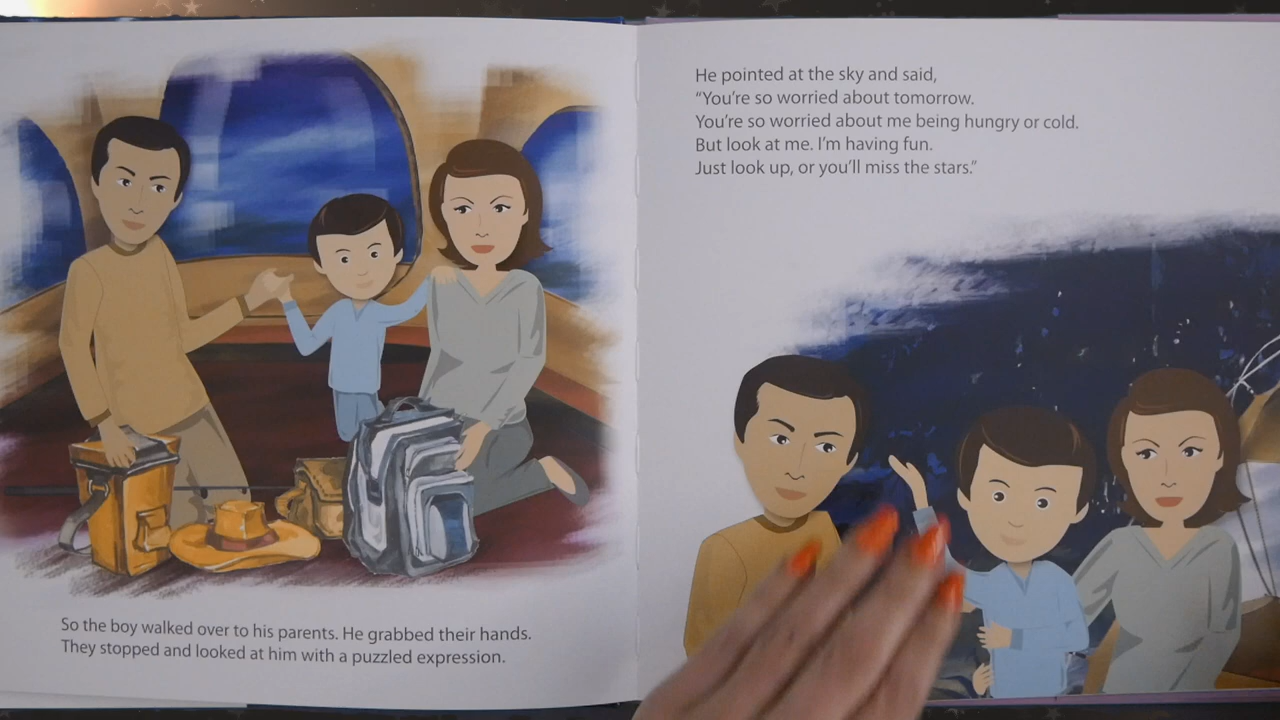 So the boy walked over to his parents. He grabbed their hands.
They stopped and looked at him with a puzzled expression.
He pointed at the sky and said,
“You’re so worried about tomorrow.
You’re so worried about me being hungry or cold.
But look at me. I’m having fun.
Just look up, or you’ll miss the stars.”